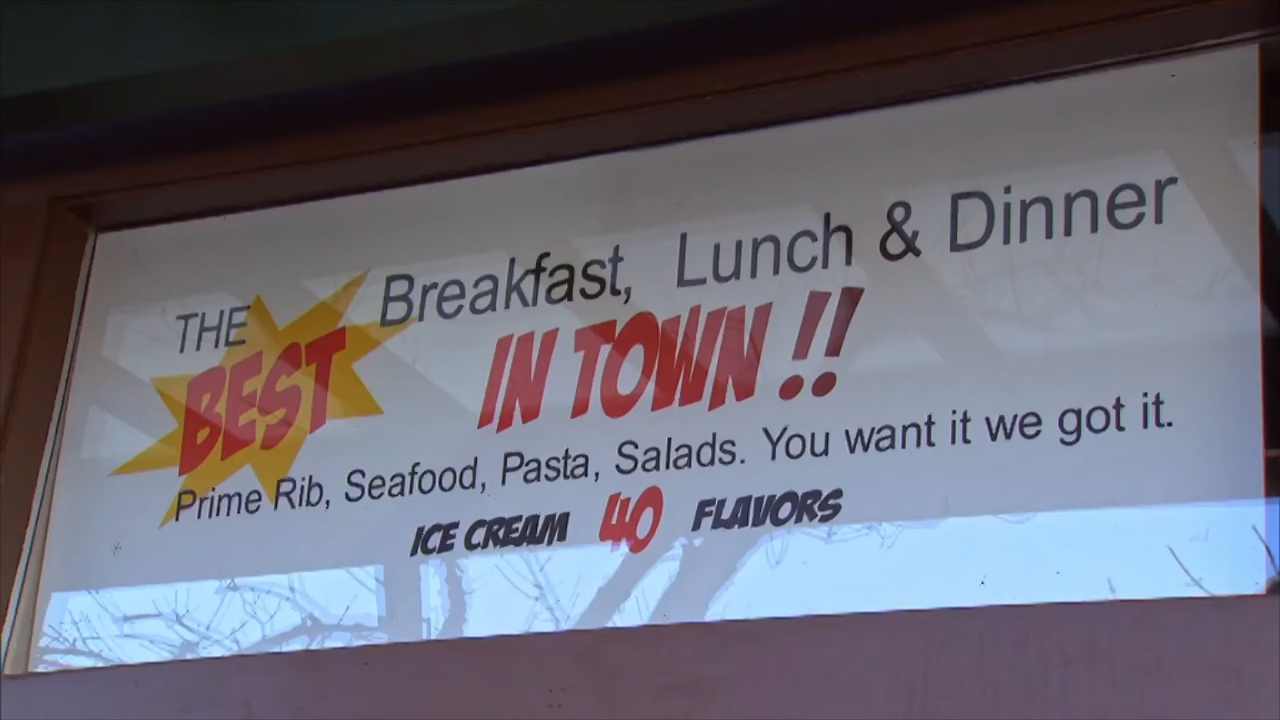 THE BEST Breakfast, Lunch & Dinner
IN TOWN !!
Prime Rib, Seafood, Pasta, Salads. You want it we got it.
ICE CREAM 40 FLAVORS